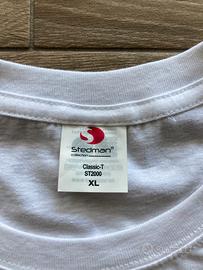 Stedman®
Classic-T
ST2000
XL